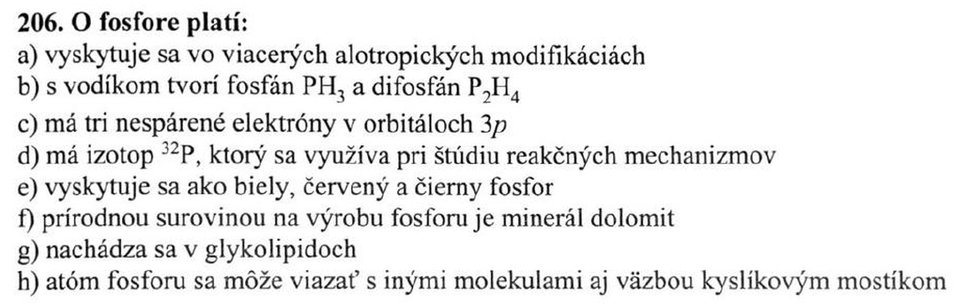 206. O fosfore platí:
a) vyskytuje sa vo viacerých alotropických modifikáciách
b) s vodíkom tvorí fosfán PH₃ a difosfán P₂H₄
c) má tri nespárené elektróny v orbitáloch 3p
d) má izotop ³²P, ktorý sa využíva pri štúdiu reakčných mechanizmov
e) vyskytuje sa ako biely, červený a čierny fosfor
f) prírodnou surovinou na výrobu fosforu je minerál dolomit
g) nachádza sa v glykolipidoch
h) atóm fosforu sa môže viazať s inými molekulami aj väzbou kyslíkovým mostíkom